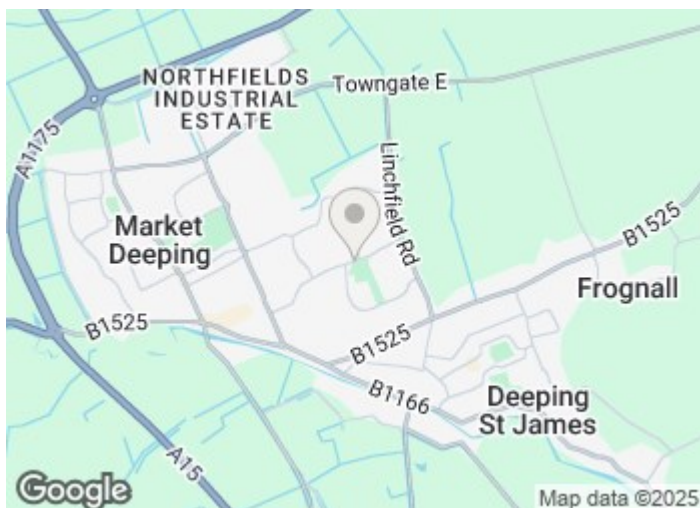 NORTHFIELDS
INDUSTRIAL
ESTATE
Towngate E
A1175
Linchfield Rd
Market
Deeping
B1525
Frognall
B1525
B1525
B1166
Deeping
St James
A15
Google
Map data ©2025